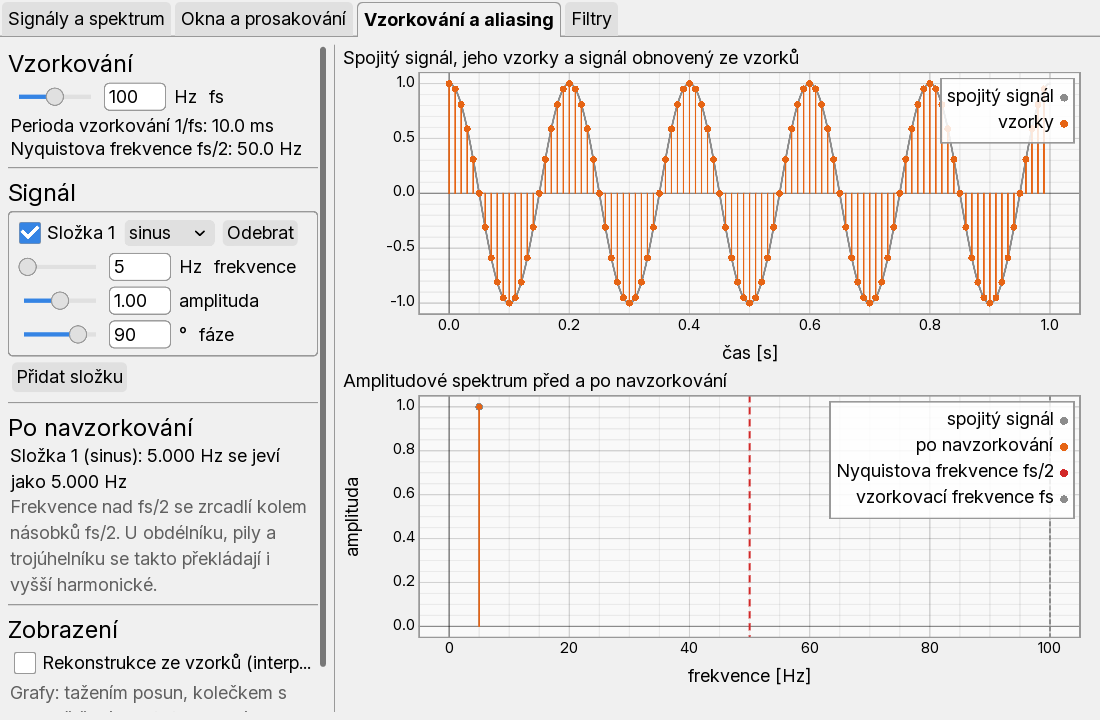 Signály a spektrum
Okna a prosakování
Vzorkování a aliasing
Filtry
Vzorkování
100 Hz fs
Perioda vzorkování 1/fs: 10.0 ms
Nyquistova frekvence fs/2: 50.0 Hz
Signál
Složka 1 sinus Odebrat
5 Hz frekvence
1.00 amplituda
90 ° fáze
Přidat složku
Po navzorkování
Složka 1 (sinus): 5.000 Hz se jeví
jako 5.000 Hz
Frekvence nad fs/2 se zrcadlí kolem
násobků fs/2. U obdélníku, pily a
trojúhelníku se takto překládají i
vyšší harmonické.
Zobrazení
Rekonstrukce ze vzorků (interp...
Grafy: tažením posun, kolečkem s
Spojitý signál, jeho vzorky a signál obnovený ze vzorků
1.0
0.5
0.0
-0.5
-1.0
spojitý signál
vzorky
0.0 0.2 0.4 0.6 0.8 1.0
čas [s]
Amplitudové spektrum před a po navzorkování
amplituda
1.0
0.8
0.6
0.4
0.2
0.0
spojitý signál
po navzorkování
Nyquistova frekvence fs/2
vzorkovací frekvence fs
0 20 40 60 80 100
frekvence [Hz]